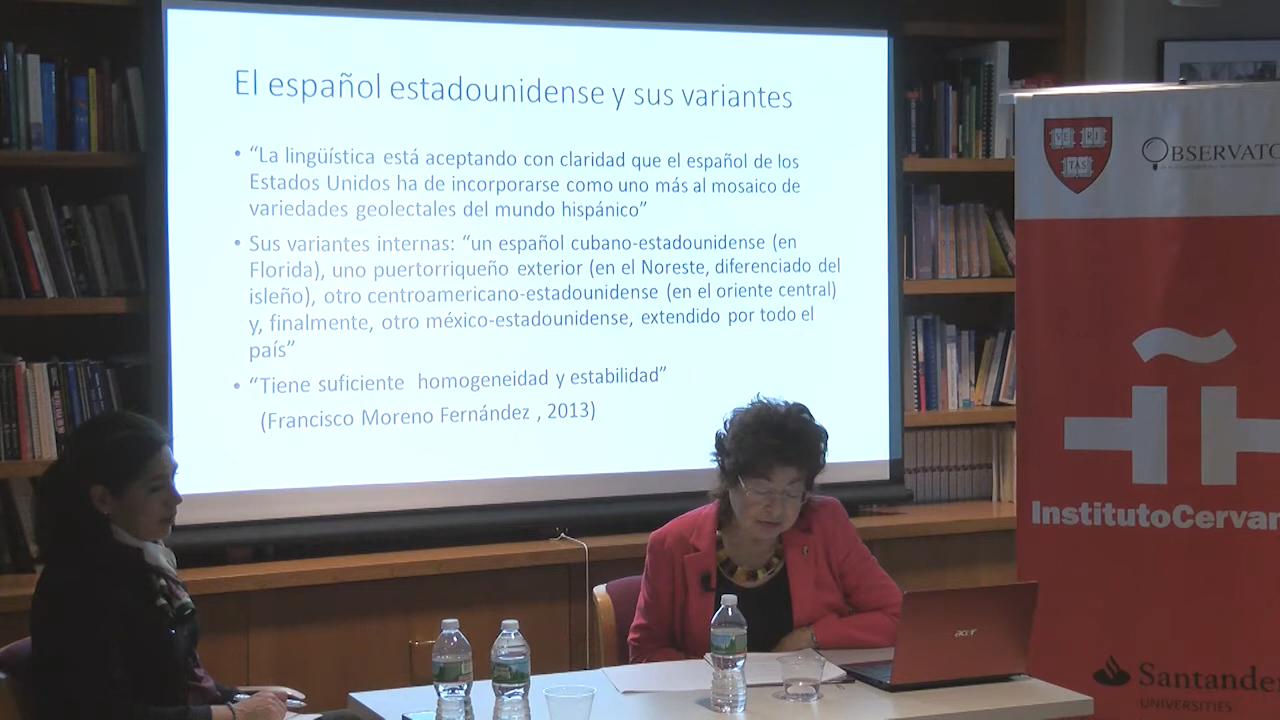 El español estadounidense y sus variantes
• “La lingüística está aceptando con claridad que el español de los
Estados Unidos ha de incorporarse como uno más al mosaico de
variedades geolectales del mundo hispánico”
• Sus variantes internas: “un español cubano-estadounidense (en
Florida), uno puertorriqueño exterior (en el Noreste, diferenciado del
isleño), otro centroamericano-estadounidense (en el oriente central)
y, finalmente, otro méxico-estadounidense, extendido por todo el
país”
• “Tiene suficiente homogeneidad y estabilidad”
(Francisco Moreno Fernández , 2013)
VE RI
TAS
OBSERVATO
InstitutoCervan
acer
Santander
UNIVERSITIES